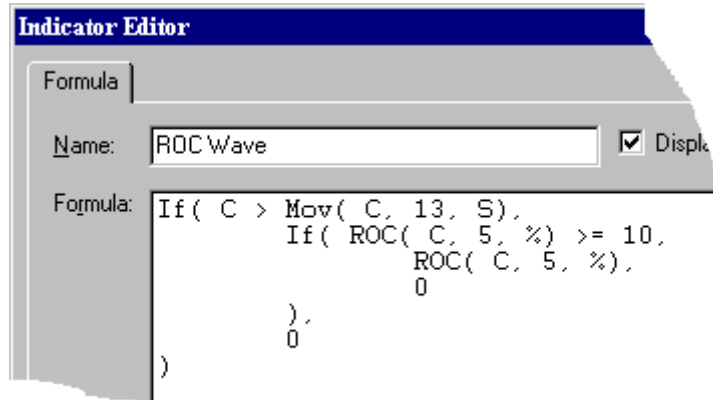 Indicator Editor
Formula
Name: ROC Wave
Formula: If( C > Mov( C, 13, S),
If( ROC( C, 5, %) >= 10,
ROC( C, 5, %),
0
),
0
)